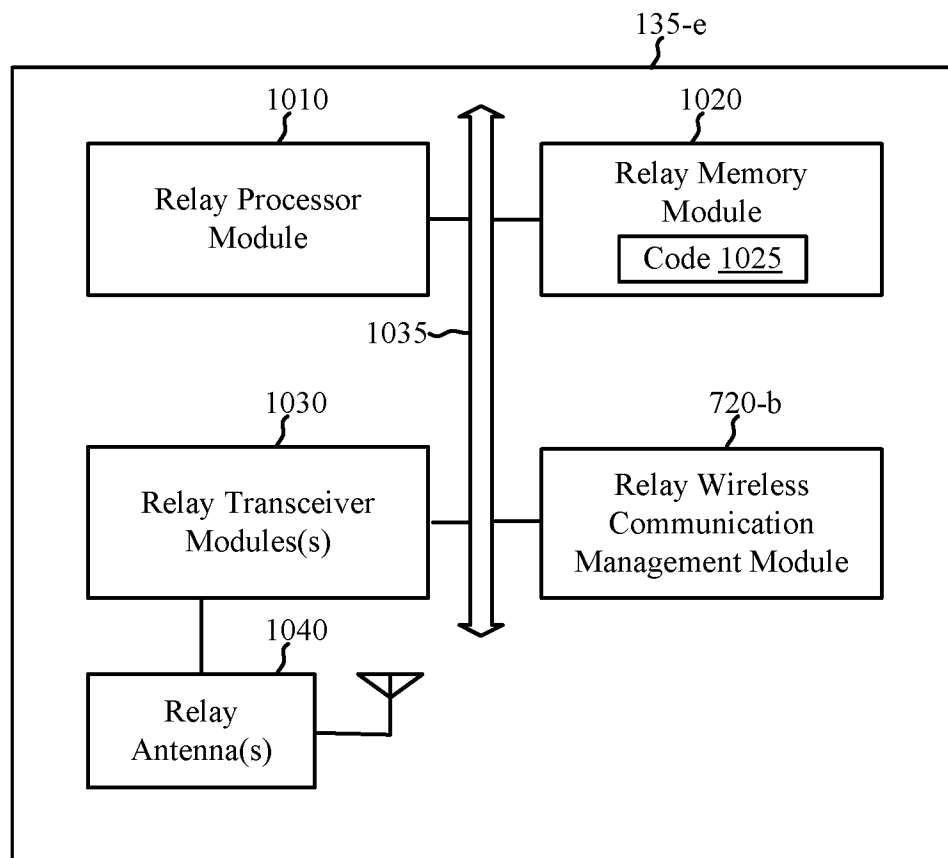 135-e
1010
1020
Relay Processor
Module
Relay Memory
Module
Code 1025
1035
1030
720-b
Relay Transceiver
Modules(s)
Relay Wireless
Communication
Management Module
1040
Relay
Antenna(s)